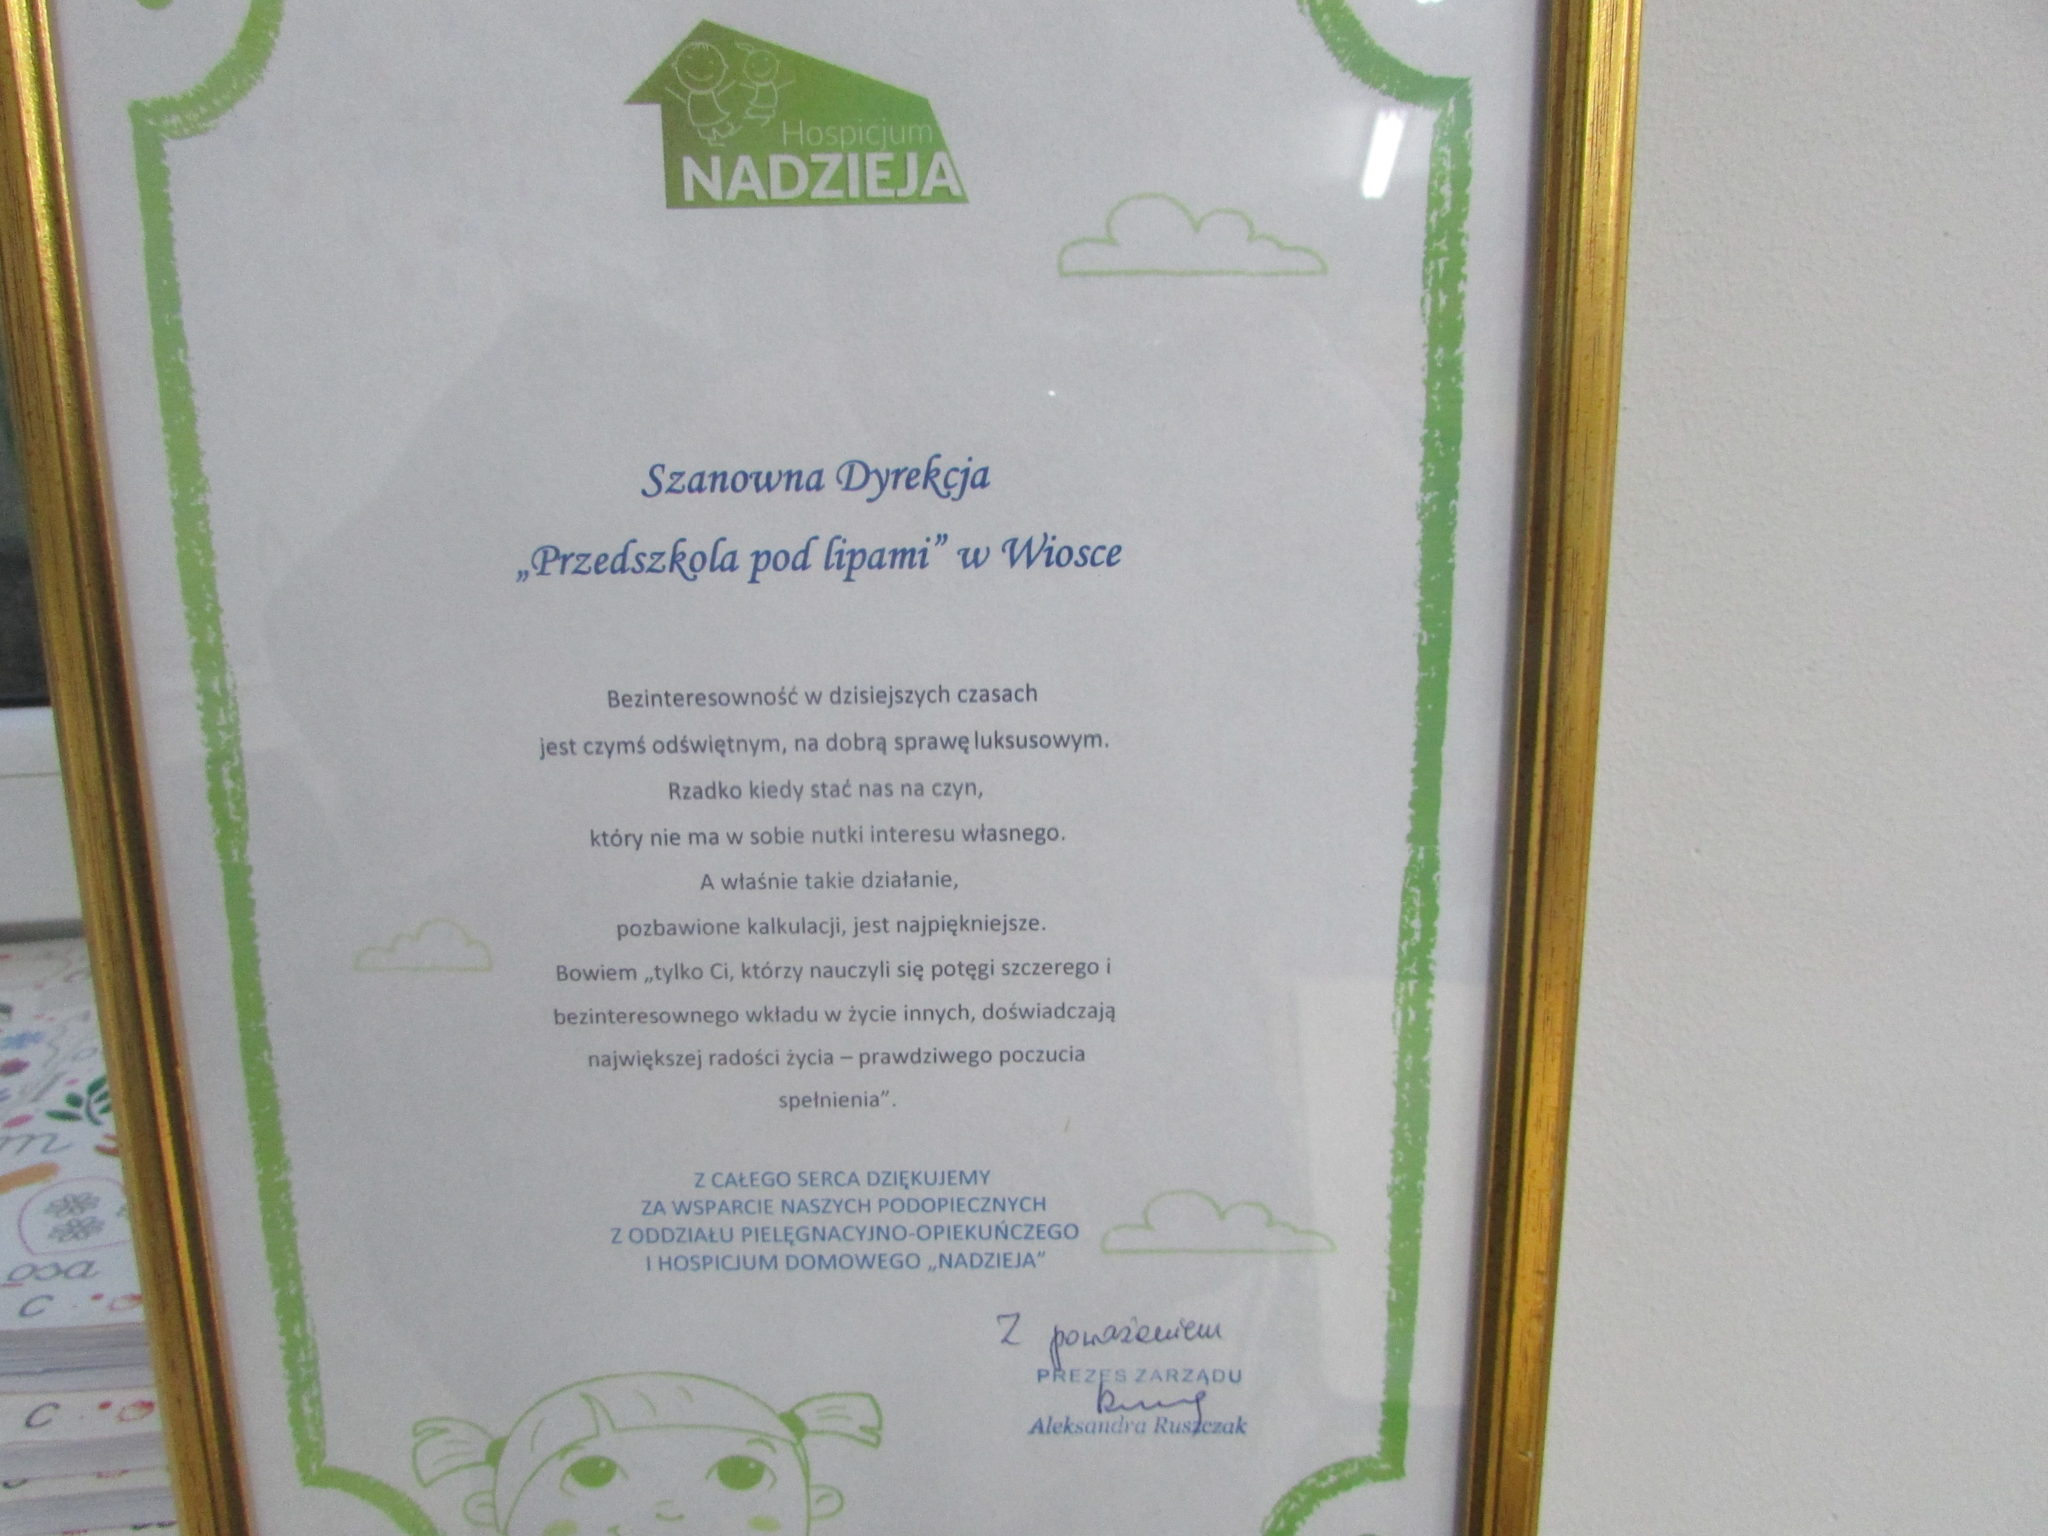 Hospicjum
NADZIEJA
Szanowna Dyrekcja
„Przedszkola pod lipami” w Wiosce
Bezinteresowność w dzisiejszych czasach
jest czymś odświętnym, na dobrą sprawę luksusowym.
Rzadko kiedy stać nas na czyn,
który nie ma w sobie nutki interesu własnego.
A właśnie takie działanie,
pozbawione kalkulacji, jest najpiękniejsze.
Bowiem „tylko Ci, którzy nauczyli się potęgi szczerego i
bezinteresownego wkładu w życie innych, doświadczają
największej radości życia – prawdziwego poczucia
spełnienia”.
Z CAŁEGO SERCA DZIĘKUJEMY
ZA WSPARCIE NASZYCH PODOPIECZNYCH
Z ODDZIAŁU PIELĘGNACYJNO-OPIEKUŃCZEGO
I HOSPICJUM DOMOWEGO „NADZIEJA”
Z poważaniem
PREZES ZARZĄDU
Aleksandra Ruszczak
osa
C
C